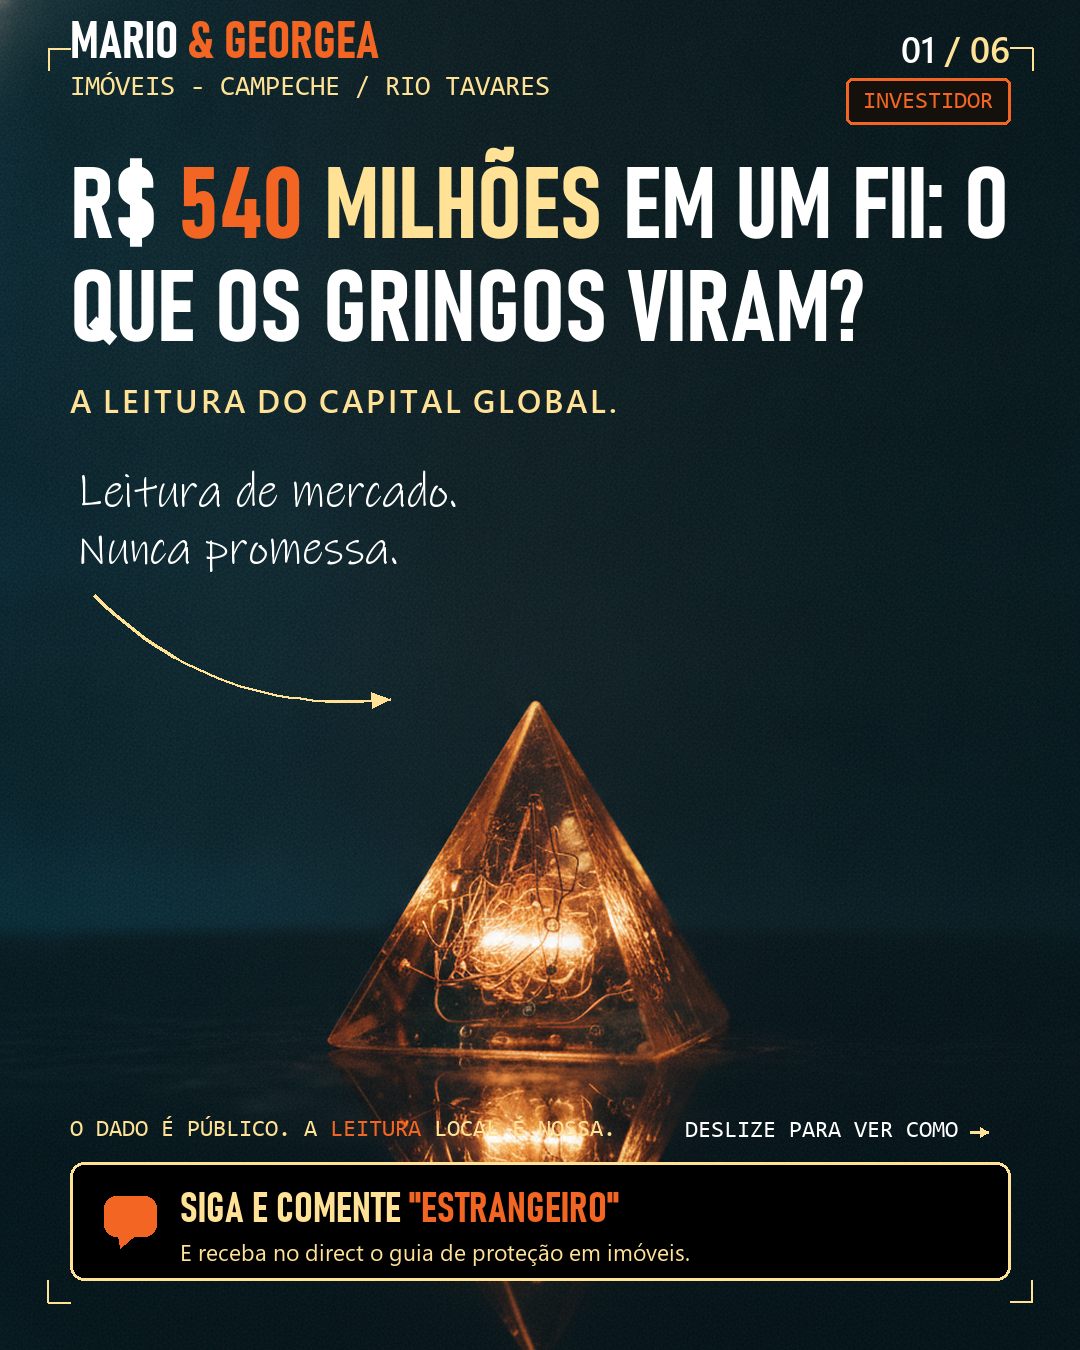 MARIO & GEORGEA
IMÓVEIS - CAMPECHE / RIO TAVARES
01 / 06
INVESTIDOR
R$ 540 MILHÕES EM UM FII: O
QUE OS GRINGOS VIRAM?
A LEITURA DO CAPITAL GLOBAL.
Leitura de mercado.
Nunca promessa.
O DADO É PÚBLICO. A LEITURA LOCAL É NOSSA.
DESLIZE PARA VER COMO
SIGA E COMENTE "ESTRANGEIRO"
E receba no direct o guia de proteção em imóveis.